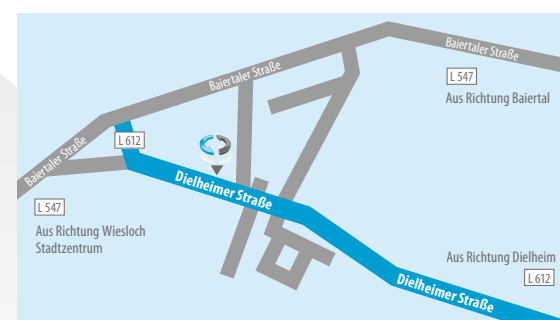 Baiertaler Straße
L 547
Aus Richtung Baiertal
Baiertaler Straße
L 612
Baiertaler Straße
Dielheimer Straße
L 547
Aus Richtung Wiesloch
Stadtzentrum
Aus Richtung Dielheim
L 612
Dielheimer Straße